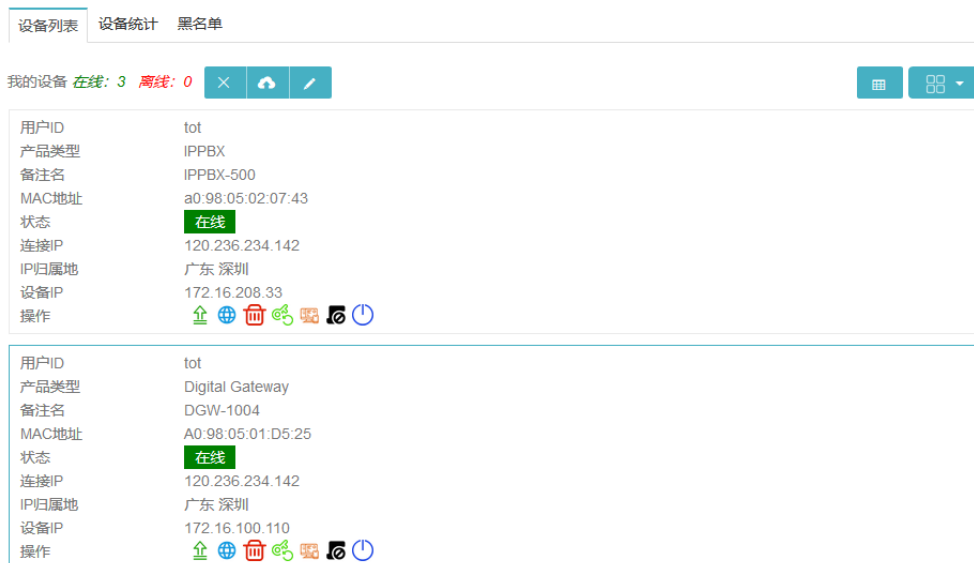 设备列表 设备统计 黑名单
我的设备 在线：3 离线：0
用户ID tot
产品类型 IPPBX
备注名 IPPBX-500
MAC地址 a0:98:05:02:07:43
状态 在线
连接IP 120.236.234.142
IP归属地 广东 深圳
设备IP 172.16.208.33
操作
用户ID tot
产品类型 Digital Gateway
备注名 DGW-1004
MAC地址 A0:98:05:01:D5:25
状态 在线
连接IP 120.236.234.142
IP归属地 广东 深圳
设备IP 172.16.100.110
操作